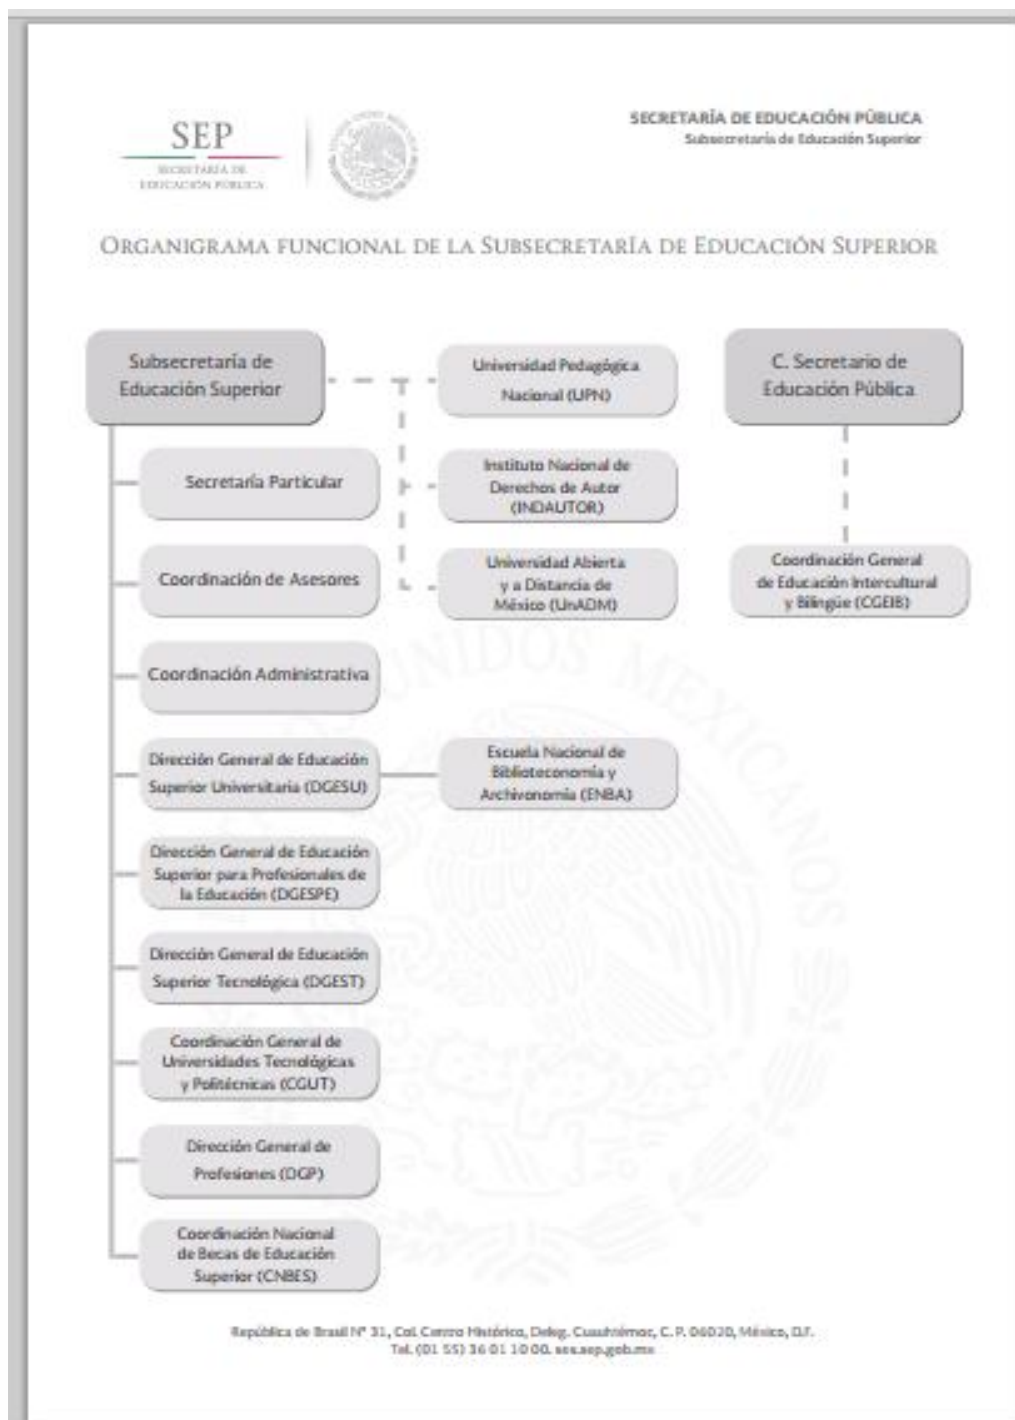 SEP
SECRETARÍA DE
EDUCACIÓN PÚBLICA
SECRETARÍA DE EDUCACIÓN PÚBLICA
Subsecretaría de Educación Superior
ORGANIGRAMA FUNCIONAL DE LA SUBSECRETARÍA DE EDUCACIÓN SUPERIOR
Subsecretaría de
Educación Superior
Universidad Pedagógica
Nacional (UPN)
C. Secretario de
Educación Pública
Secretaría Particular
Instituto Nacional de
Derechos de Autor
(INDAUTOR)
Coordinación de Asesores
Universidad Abierta
y a Distancia de
México (UnADM)
Coordinación General
de Educación Intercultural
y Bilingüe (CGEIB)
Coordinación Administrativa
Dirección General de Educación
Superior Universitaria (DGESU)
Escuela Nacional de
Biblioteconomía y
Archivonomía (ENBA)
Dirección General de Educación
Superior para Profesionales de
la Educación (DGESPE)
Dirección General de Educación
Superior Tecnológica (DGEST)
Coordinación General de
Universidades Tecnológicas
y Politécnicas (CGUT)
Dirección General de
Profesiones (DGP)
Coordinación Nacional
de Becas de Educación
Superior (CNBES)
UNIDOS MEXICANOS
República de Brasil N° 31, Col. Centro Histórico, Deleg. Cuauhtémoc, C. P. 06020, México, D.F.
Tel. (01 55) 36 01 10 00. ses.sep.gob.mx